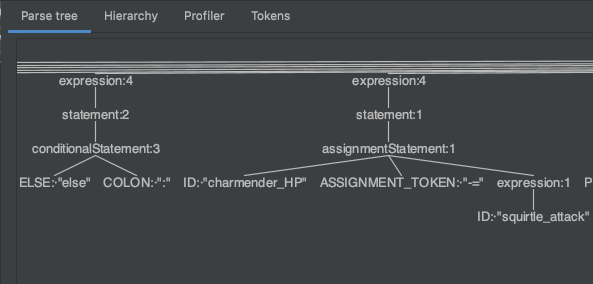 Parse tree Hierarchy Profiler Tokens
expression:4 expression:4
statement:2 statement:1
conditionalStatement:3 assignmentStatement:1
ELSE:·"else" COLON:·":" ID:·"charmender_HP" ASSIGNMENT_TOKEN:·"-=" expression:1 P
ID:·"squirtle_attack"